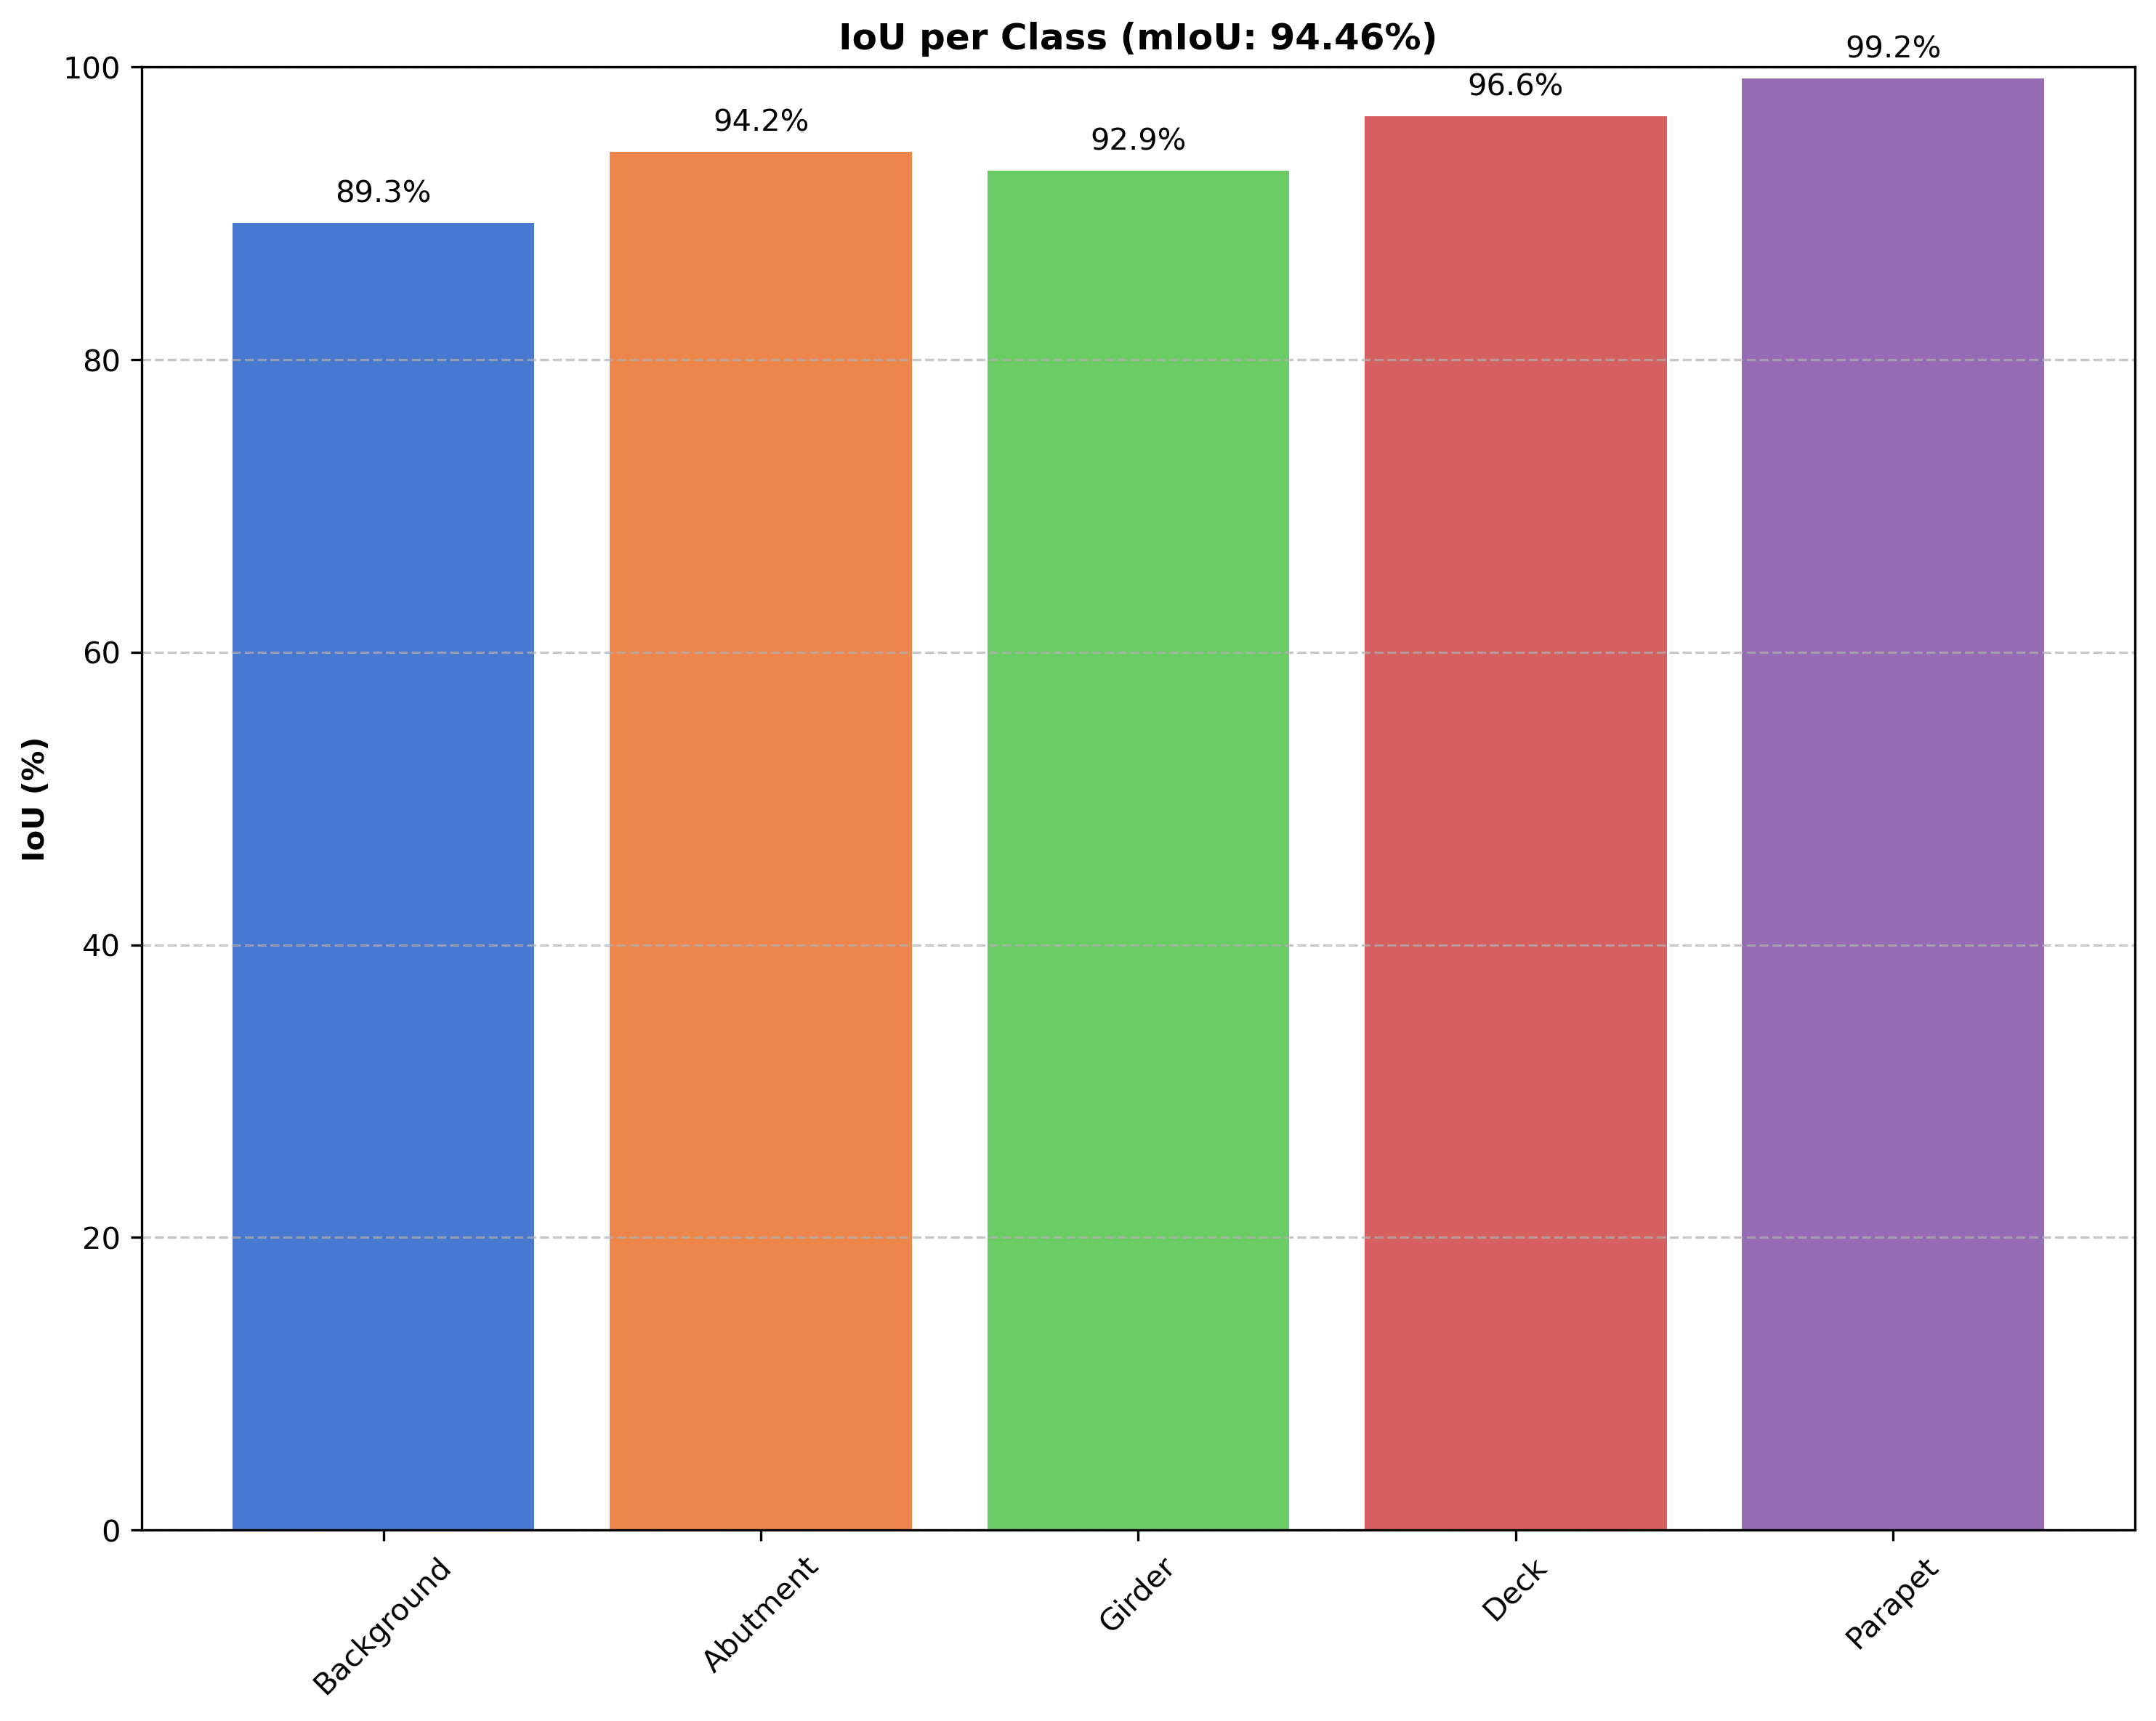 IoU per Class (mIoU: 94.46%)
IoU (%)
100
80
60
40
20
0
89.3%
94.2%
92.9%
96.6%
99.2%
Background
Abutment
Girder
Deck
Parapet